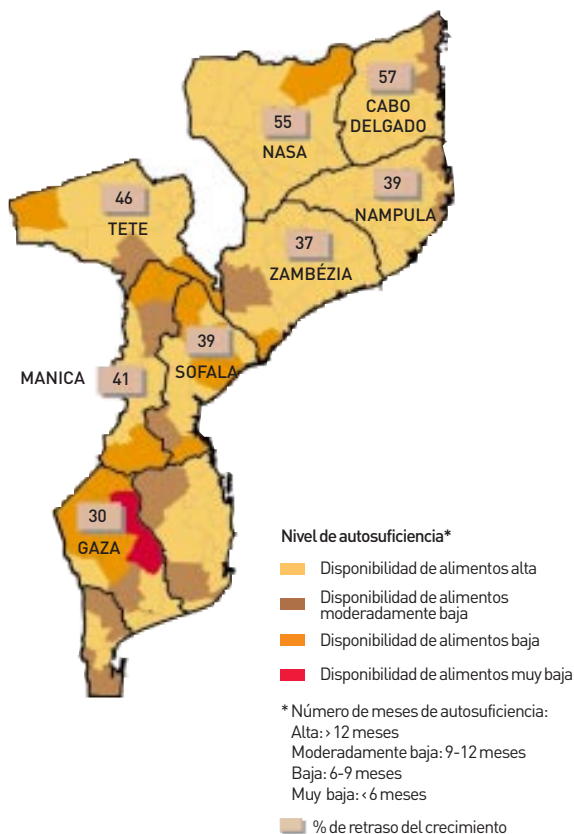 57
CABO
DELGADO
55
NASA
39
NAMPULA
46
TETE
37
ZAMBÉZIA
39
SOFALA
MANICA 41
30
GAZA
Nivel de autosuficiencia*
Disponibilidad de alimentos alta
Disponibilidad de alimentos
moderadamente baja
Disponibilidad de alimentos baja
Disponibilidad de alimentos muy baja
* Número de meses de autosuficiencia:
Alta: > 12 meses
Moderadamente baja: 9-12 meses
Baja: 6-9 meses
Muy baja: < 6 meses
% de retraso del crecimiento